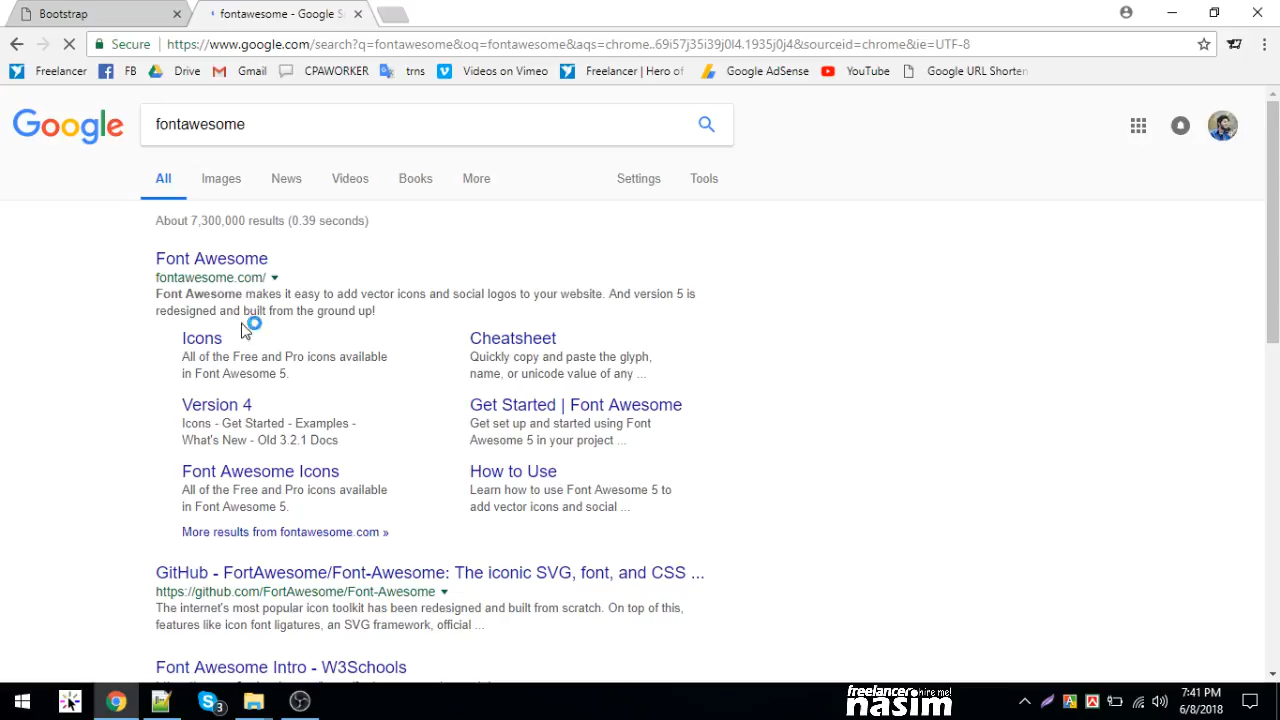 Bootstrap
fontawesome - Google S
Secure
https://www.google.com/search?q=fontawesome&oq=fontawesome&aqs=chrome..69i57j35i39j0l4.1935j0j4&sourceid=chrome&ie=UTF-8
Freelancer
FB
Drive
Gmail
CPAWORKER
trns
Videos on Vimeo
Freelancer | Hero of
Google AdSense
YouTube
Google URL Shorten
Google
fontawesome
All
Images
News
Videos
Books
More
Settings
Tools
About 7,300,000 results (0.39 seconds)
Font Awesome
fontawesome.com/
Font Awesome makes it easy to add vector icons and social logos to your website. And version 5 is
redesigned and built from the ground up!
Icons
All of the Free and Pro icons available
in Font Awesome 5.
Cheatsheet
Quickly copy and paste the glyph,
name, or unicode value of any ...
Version 4
Icons - Get Started - Examples -
What's New - Old 3.2.1 Docs
Get Started | Font Awesome
Get set up and started using Font
Awesome 5 in your project ...
Font Awesome Icons
All of the Free and Pro icons available
in Font Awesome 5.
How to Use
Learn how to use Font Awesome 5 to
add vector icons and social ...
More results from fontawesome.com »
GitHub - FortAwesome/Font-Awesome: The iconic SVG, font, and CSS ...
https://github.com/FortAwesome/Font-Awesome
The internet's most popular icon toolkit has been redesigned and built from scratch. On top of this,
features like icon font ligatures, an SVG framework, official ...
Font Awesome Intro - W3Schools
3
freelancer hire me!
nasim
7:41 PM
6/8/2018